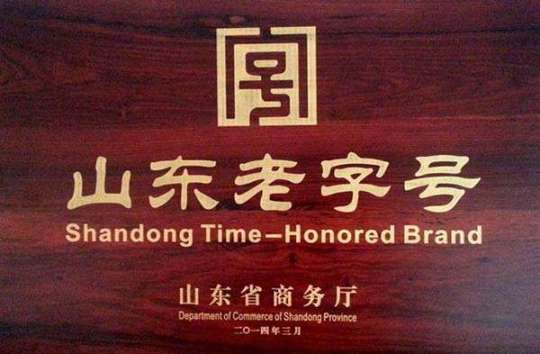 号
山东老字号
Shandong Time-Honored Brand
山东省商务厅
Department of Commerce of Shandong Province
二〇一四年三月